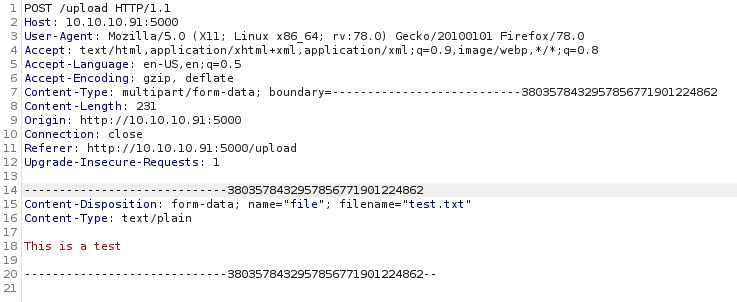 1 POST /upload HTTP/1.1
2 Host: 10.10.10.91:5000
3 User-Agent: Mozilla/5.0 (X11; Linux x86_64; rv:78.0) Gecko/20100101 Firefox/78.0
4 Accept: text/html,application/xhtml+xml,application/xml;q=0.9,image/webp,*/*;q=0.8
5 Accept-Language: en-US,en;q=0.5
6 Accept-Encoding: gzip, deflate
7 Content-Type: multipart/form-data; boundary=---------------------------3803578432957856771901224862
8 Content-Length: 231
9 Origin: http://10.10.10.91:5000
10 Connection: close
11 Referer: http://10.10.10.91:5000/upload
12 Upgrade-Insecure-Requests: 1
13
14 -----------------------------3803578432957856771901224862
15 Content-Disposition: form-data; name="file"; filename="test.txt"
16 Content-Type: text/plain
17
18 This is a test
19
20 -----------------------------3803578432957856771901224862--
21